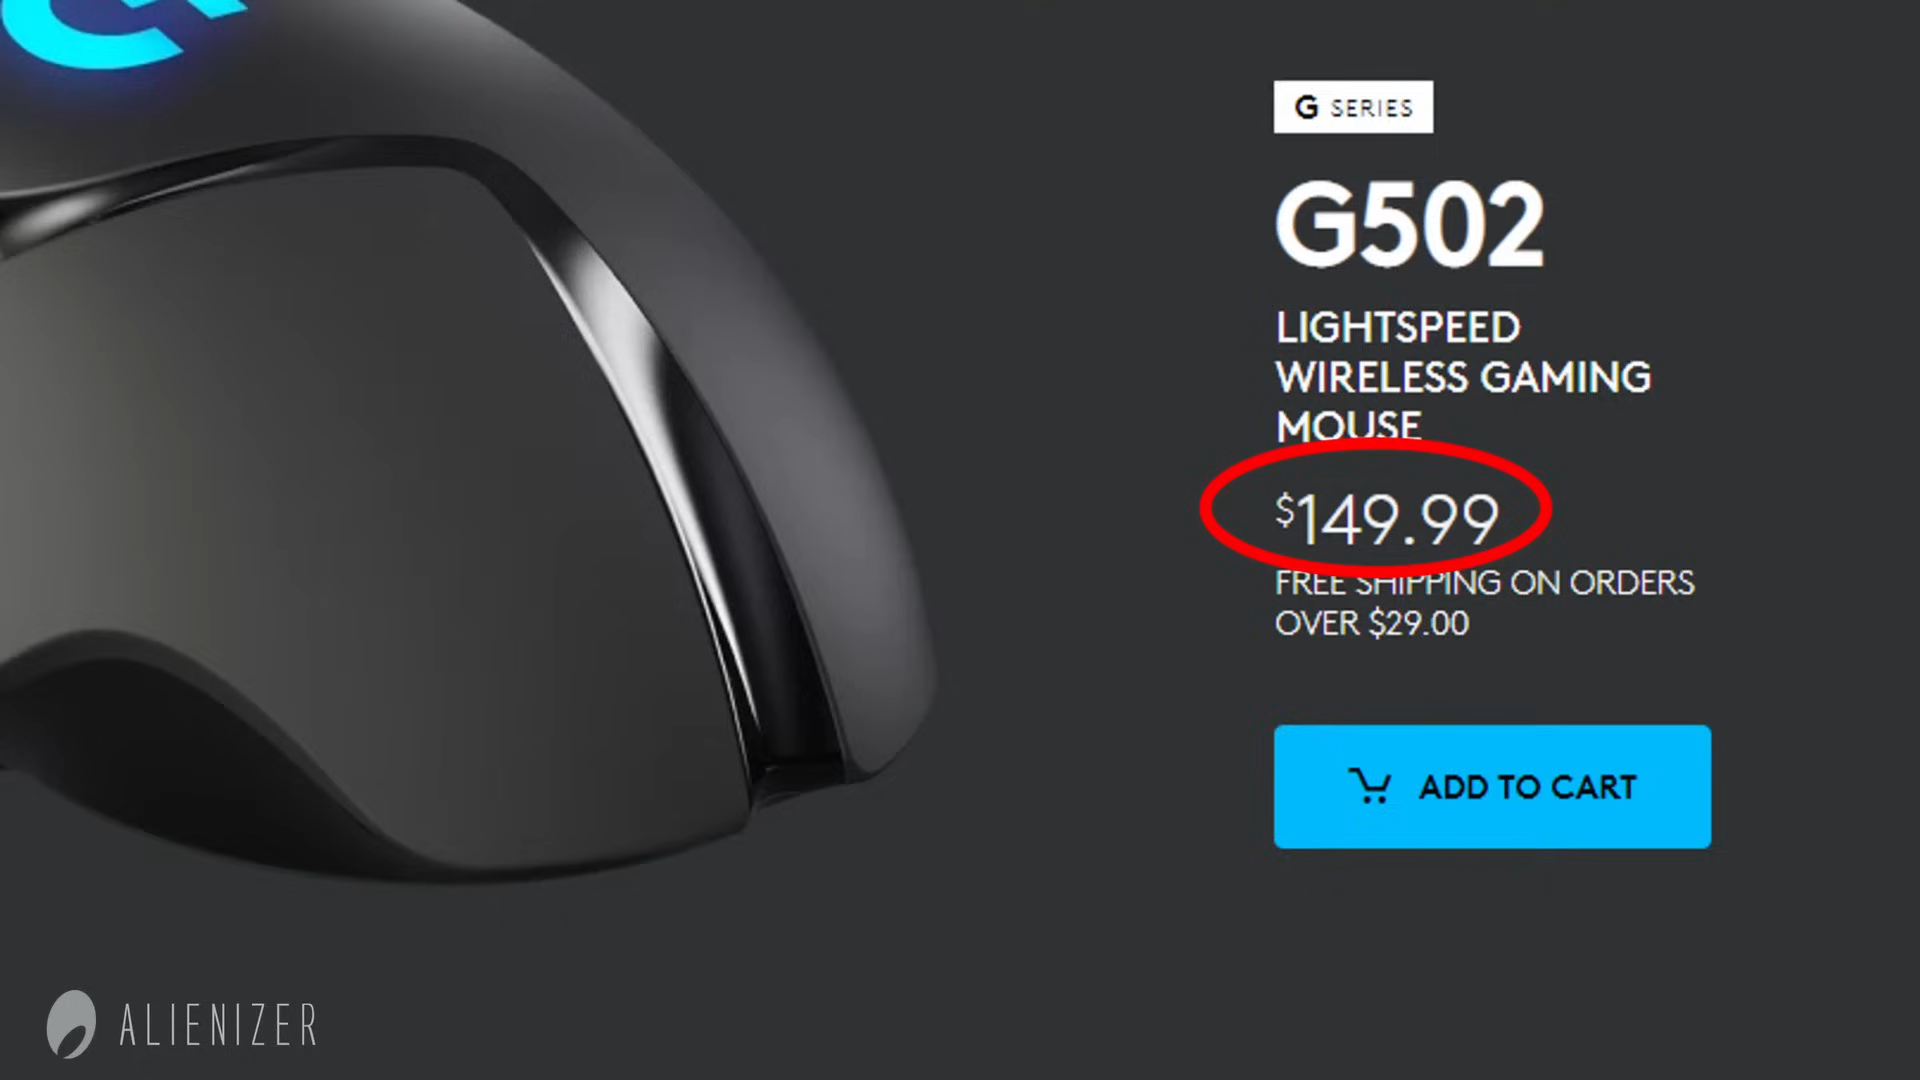 G SERIES
G502
LIGHTSPEED
WIRELESS GAMING
MOUSE
$149.99
FREE SHIPPING ON ORDERS
OVER $29.00
ADD TO CART
ALIENIZER